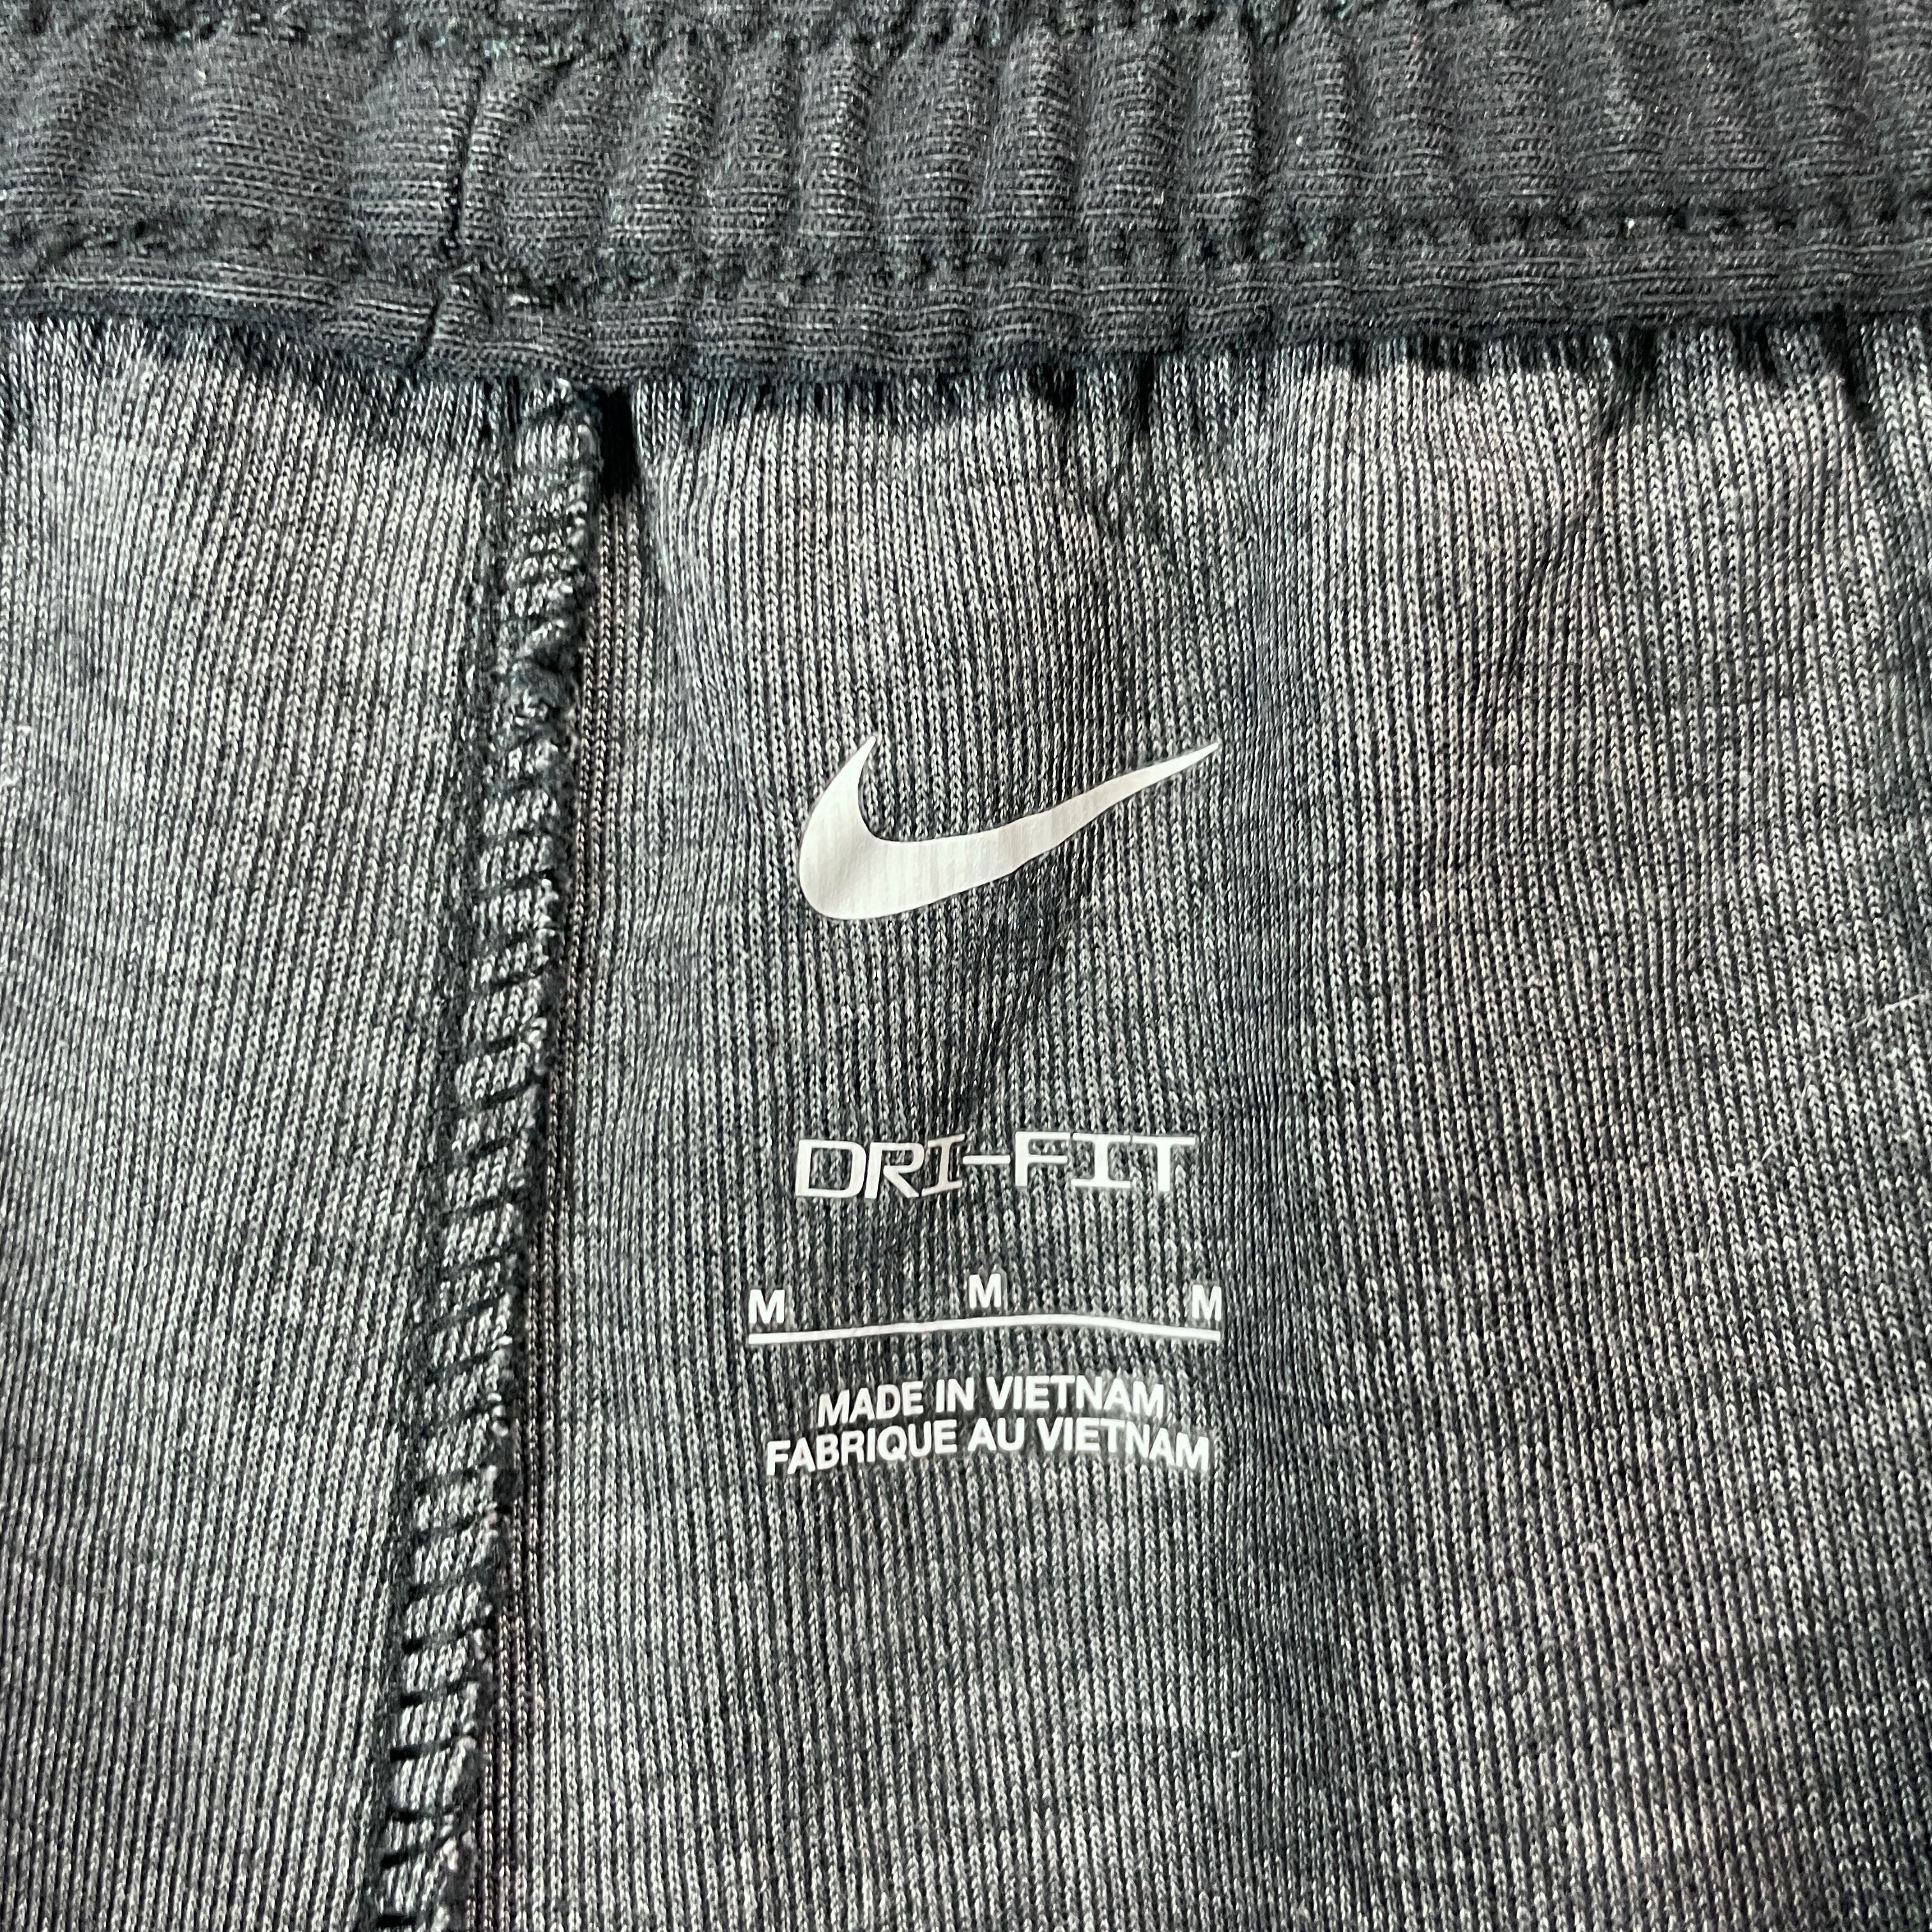 DRI-FIT
M M M
MADE IN VIETNAM
FABRIQUE AU VIETNAM